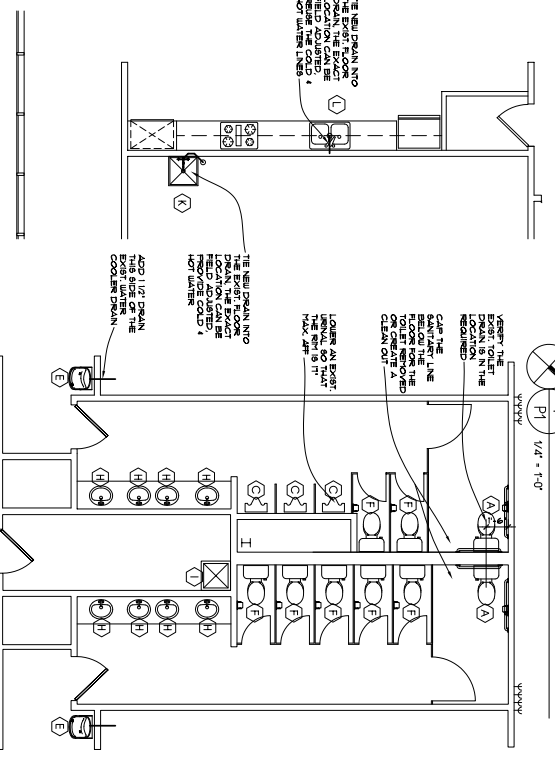 TIE NEW DRAIN INTO
THE EXIST. FLOOR
DRAIN, THE EXACT
LOCATION CAN BE
FIELD ADJUSTED.
REUSE THE COLD &
HOT WATER LINES
L
K
TIE NEW DRAIN INTO
THE EXIST. FLOOR
DRAIN, THE EXACT
LOCATION CAN BE
FIELD ADJUSTED.
PROVIDE COLD &
HOT WATER
ADD 1 1/2" DRAIN
THIS SIDE OF THE
EXIST. WATER
COOLER DRAIN
VERIFY THE
EXIST. TOILET
DRAIN IS IN THE
LOCATION
REQUIRED
CAP THE
SANITARY LINE
BELOW THE
FLOOR FOR THE
TOILET REMOVED
OR CREATE A
CLEAN OUT
LOWER AN EXIST.
URINAL SO THAT
THE RIM IS 17"
MAX. AFF
P1
1/4" = 1'-0"
A
A
F
F
C
C
C
F
F
F
F
F
H
H
H
H
H
H
H
H
I
E
E